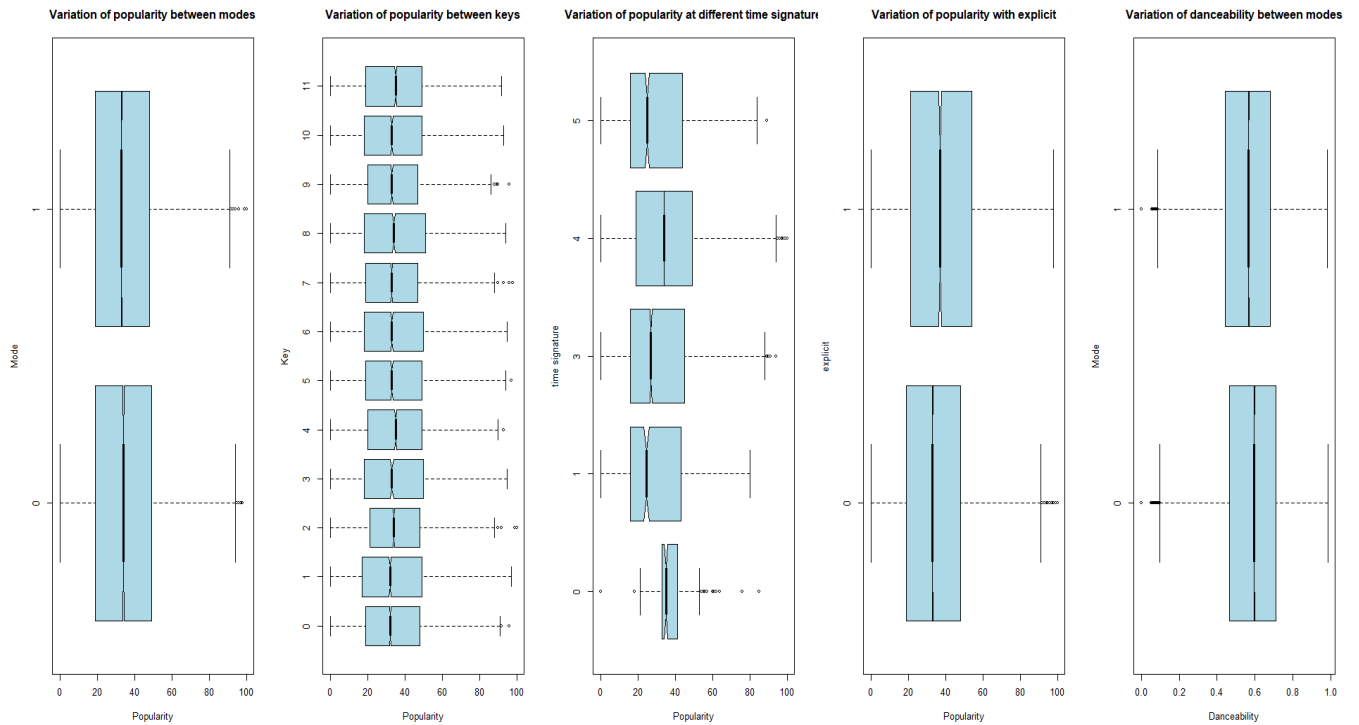 Variation of popularity between modes
Mode
1
0
0 20 40 60 80 100
Popularity
Variation of popularity between keys
Key
11
10
9
8
7
6
5
4
3
2
1
0
0 20 40 60 80 100
Popularity
Variation of popularity at different time signature
time signature
5
4
3
1
0
0 20 40 60 80 100
Popularity
Variation of popularity with explicit
explicit
1
0
0 20 40 60 80 100
Popularity
Variation of danceability between modes
Mode
1
0
0.0 0.2 0.4 0.6 0.8 1.0
Danceability